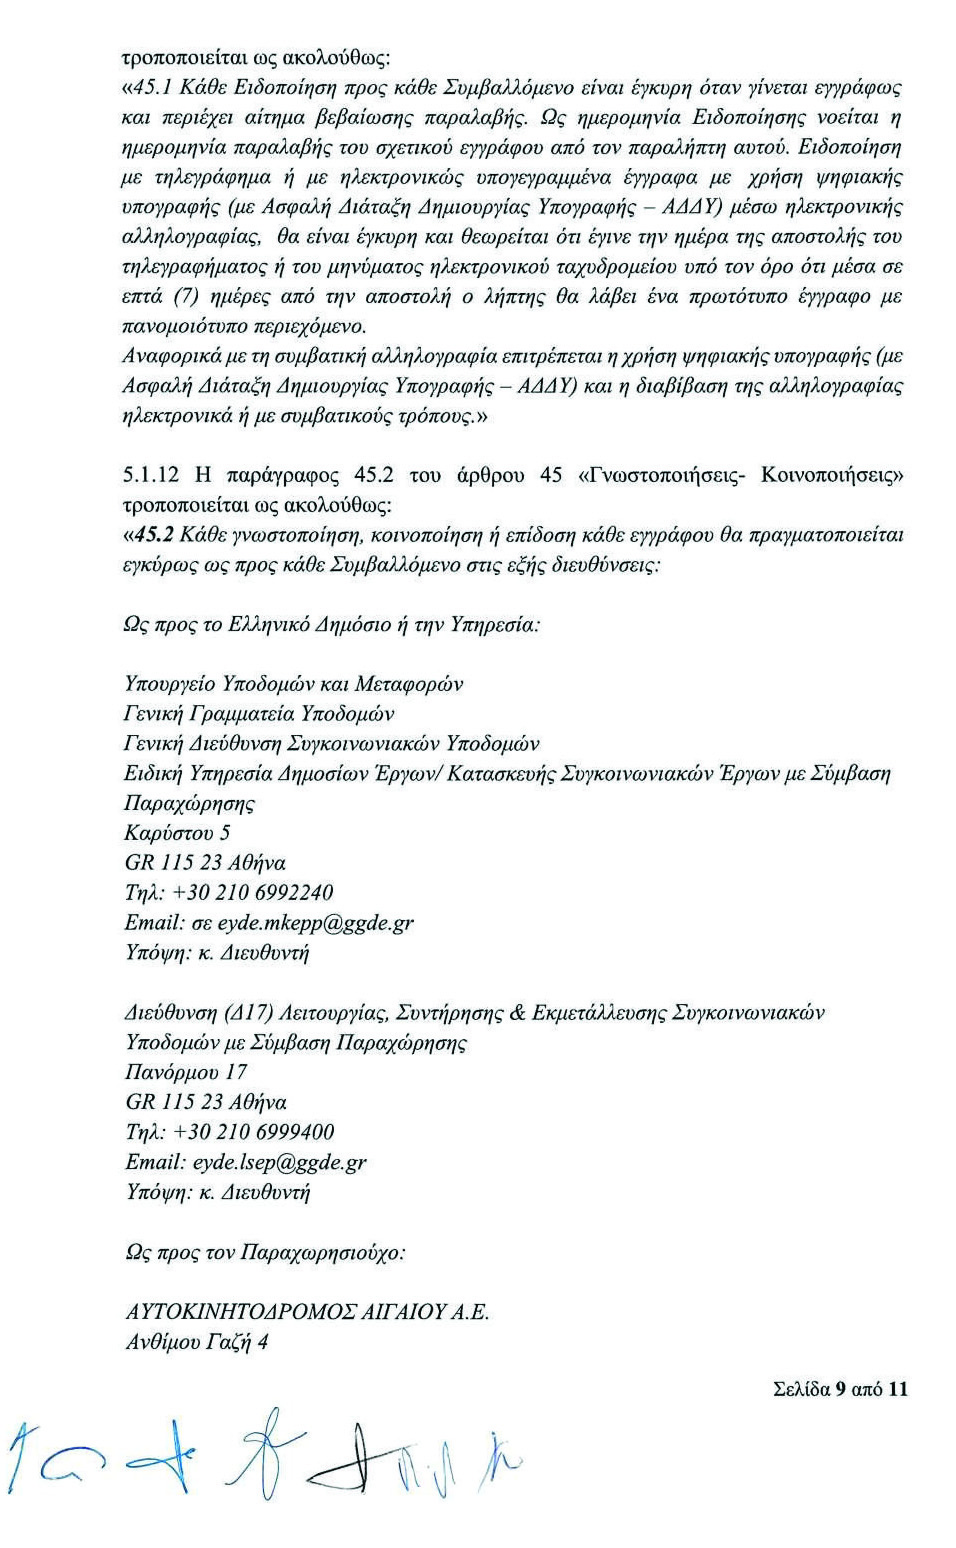 τροποποιείται ως ακολούθως:
«45.1 Κάθε Ειδοποίηση προς κάθε Συμβαλλόμενο είναι έγκυρη όταν γίνεται εγγράφως
και περιέχει αίτημα βεβαίωσης παραλαβής. Ως ημερομηνία Ειδοποίησης νοείται η
ημερομηνία παραλαβής του σχετικού εγγράφου από τον παραλήπτη αυτού. Ειδοποίηση
με τηλεγράφημα ή με ηλεκτρονικώς υπογεγραμμένα έγγραφα με χρήση ψηφιακής
υπογραφής (με Ασφαλή Διάταξη Δημιουργίας Υπογραφής – ΑΔΔΥ) μέσω ηλεκτρονικής
αλληλογραφίας, θα είναι έγκυρη και θεωρείται ότι έγινε την ημέρα της αποστολής του
τηλεγραφήματος ή του μηνύματος ηλεκτρονικού ταχυδρομείου υπό τον όρο ότι μέσα σε
επτά (7) ημέρες από την αποστολή ο λήπτης θα λάβει ένα πρωτότυπο έγγραφο με
πανομοιότυπο περιεχόμενο.
Αναφορικά με τη συμβατική αλληλογραφία επιτρέπεται η χρήση ψηφιακής υπογραφής (με
Ασφαλή Διάταξη Δημιουργίας Υπογραφής – ΑΔΔΥ) και η διαβίβαση της αλληλογραφίας
ηλεκτρονικά ή με συμβατικούς τρόπους.»
5.1.12 Η παράγραφος 45.2 του άρθρου 45 «Γνωστοποιήσεις- Κοινοποιήσεις»
τροποποιείται ως ακολούθως:
«45.2 Κάθε γνωστοποίηση, κοινοποίηση ή επίδοση κάθε εγγράφου θα πραγματοποιείται
εγκύρως ως προς κάθε Συμβαλλόμενο στις εξής διευθύνσεις:
Ως προς το Ελληνικό Δημόσιο ή την Υπηρεσία:
Υπουργείο Υποδομών και Μεταφορών
Γενική Γραμματεία Υποδομών
Γενική Διεύθυνση Συγκοινωνιακών Υποδομών
Ειδική Υπηρεσία Δημοσίων Έργων/ Κατασκευής Συγκοινωνιακών Έργων με Σύμβαση
Παραχώρησης
Καρύστου 5
GR 115 23 Αθήνα
Τηλ: +30 210 6992240
Email: σε eyde.mkepp@ggde.gr
Υπόψη: κ. Διευθυντή
Διεύθυνση (Δ17) Λειτουργίας, Συντήρησης & Εκμετάλλευσης Συγκοινωνιακών
Υποδομών με Σύμβαση Παραχώρησης
Πανόρμου 17
GR 115 23 Αθήνα
Τηλ: +30 210 6999400
Email: eyde.lsep@ggde.gr
Υπόψη: κ. Διευθυντή
Ως προς τον Παραχωρησιούχο:
ΑΥΤΟΚΙΝΗΤΟΔΡΟΜΟΣ ΑΙΓΑΙΟΥ Α.Ε.
Ανθίμου Γαζή 4
Σελίδα 9 από 11